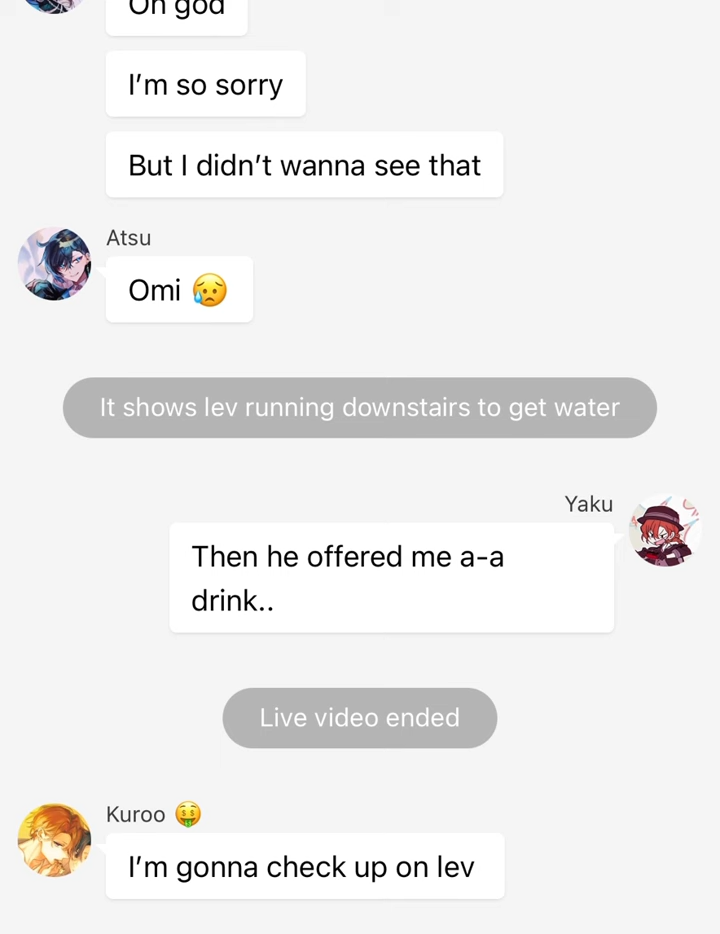 Oh god
I'm so sorry
But I didn't wanna see that
Atsu
Omi 😥
It shows lev running downstairs to get water
Yaku
Then he offered me a-a
drink..
Live video ended
Kuroo 🤑
I'm gonna check up on lev